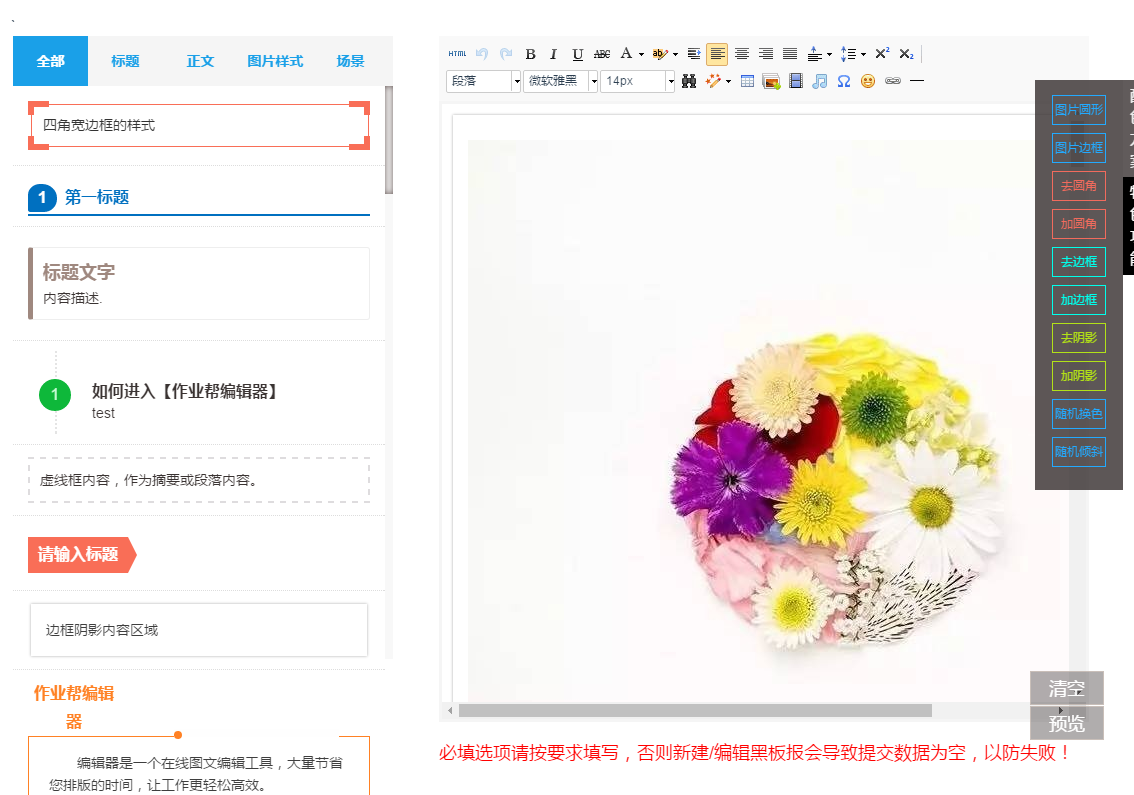 `
全部 标题 正文 图片样式 场景
四角宽边框的样式
1 第一标题
标题文字
内容描述.
1 如何进入【作业帮编辑器】
test
虚线框内容，作为摘要或段落内容。
请输入标题
边框阴影内容区域
作业帮编辑
器
编辑器是一个在线图文编辑工具，大量节省
您排版的时间，让工作更轻松高效。
HTML B I U ABC A ab X² X₂
段落 微软雅黑 14px Ω
图片圆形
图片边框
去圆角
加圆角
去边框
加边框
去阴影
加阴影
随机换色
随机倾斜
清空
预览
必填选项请按要求填写，否则新建/编辑黑板报会导致提交数据为空，以防失败！